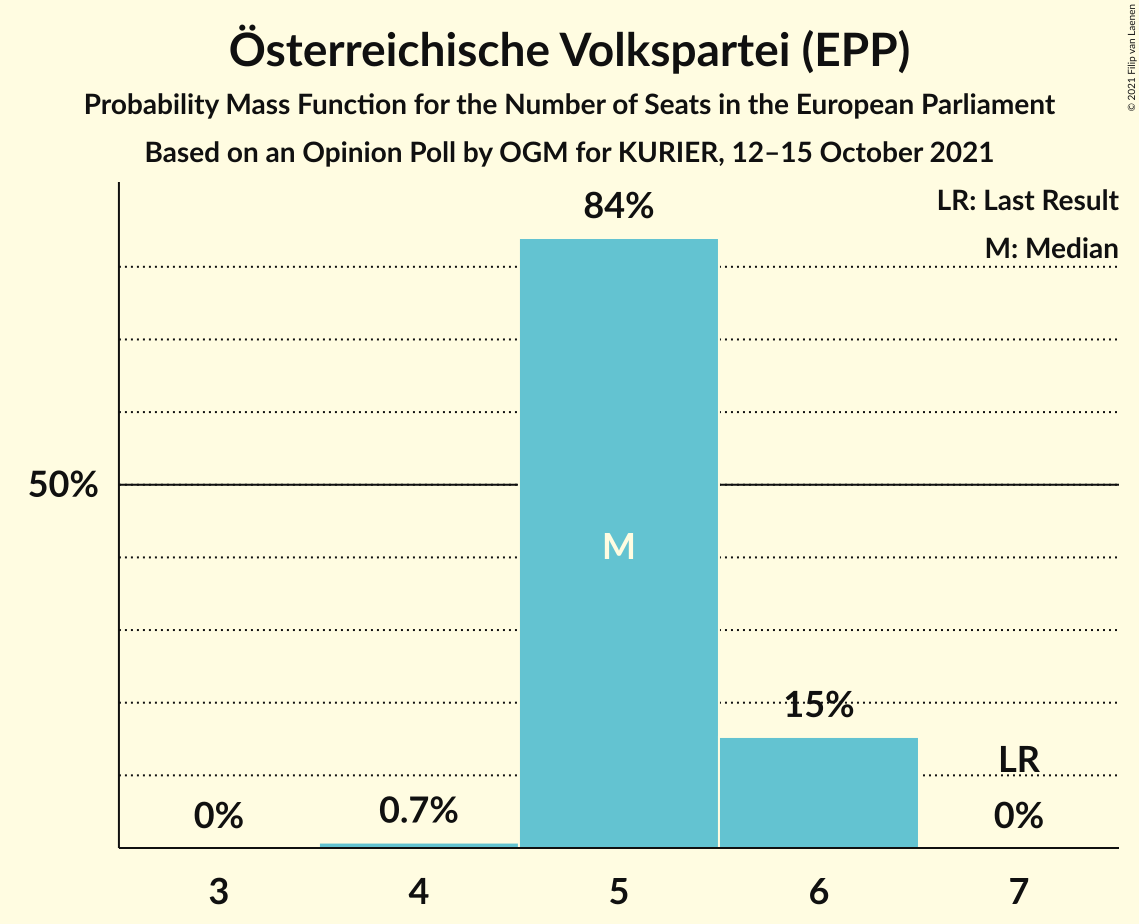 Österreichische Volkspartei (EPP)
Probability Mass Function for the Number of Seats in the European Parliament
Based on an Opinion Poll by OGM for KURIER, 12–15 October 2021
© 2021 Filip van Laenen
LR: Last Result
M: Median
84%
50%
M
15%
LR
0%
0.7%
0%
3
4
5
6
7